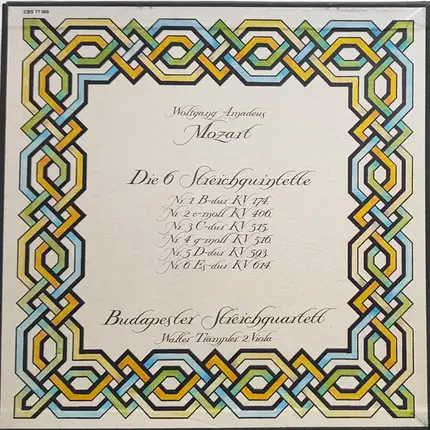 CBS 77 369
Wolfgang Amadeus
Mozart
Die 6 Streichquintette
Nr. 1 B-dur KV 174
Nr. 2 c-moll KV 406
Nr. 3 C-dur KV 515
Nr. 4 g-moll KV 516
Nr. 5 D-dur KV 593
Nr. 6 Es-dur KV 614
Budapester Streichquartett
Walter Trampler, 2. Viola